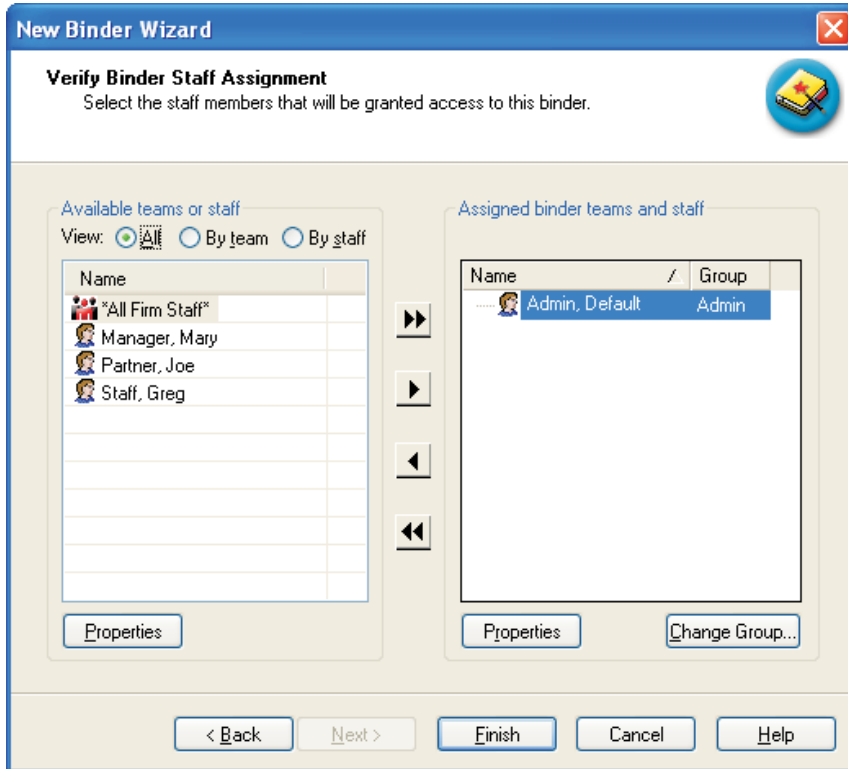 New Binder Wizard
Verify Binder Staff Assignment
Select the staff members that will be granted access to this binder.
Available teams or staff
View: All By team By staff
Name
*All Firm Staff*
Manager, Mary
Partner, Joe
Staff, Greg
Properties
Assigned binder teams and staff
Name Group
Admin, Default Admin
Properties Change Group...
< Back Next > Finish Cancel Help